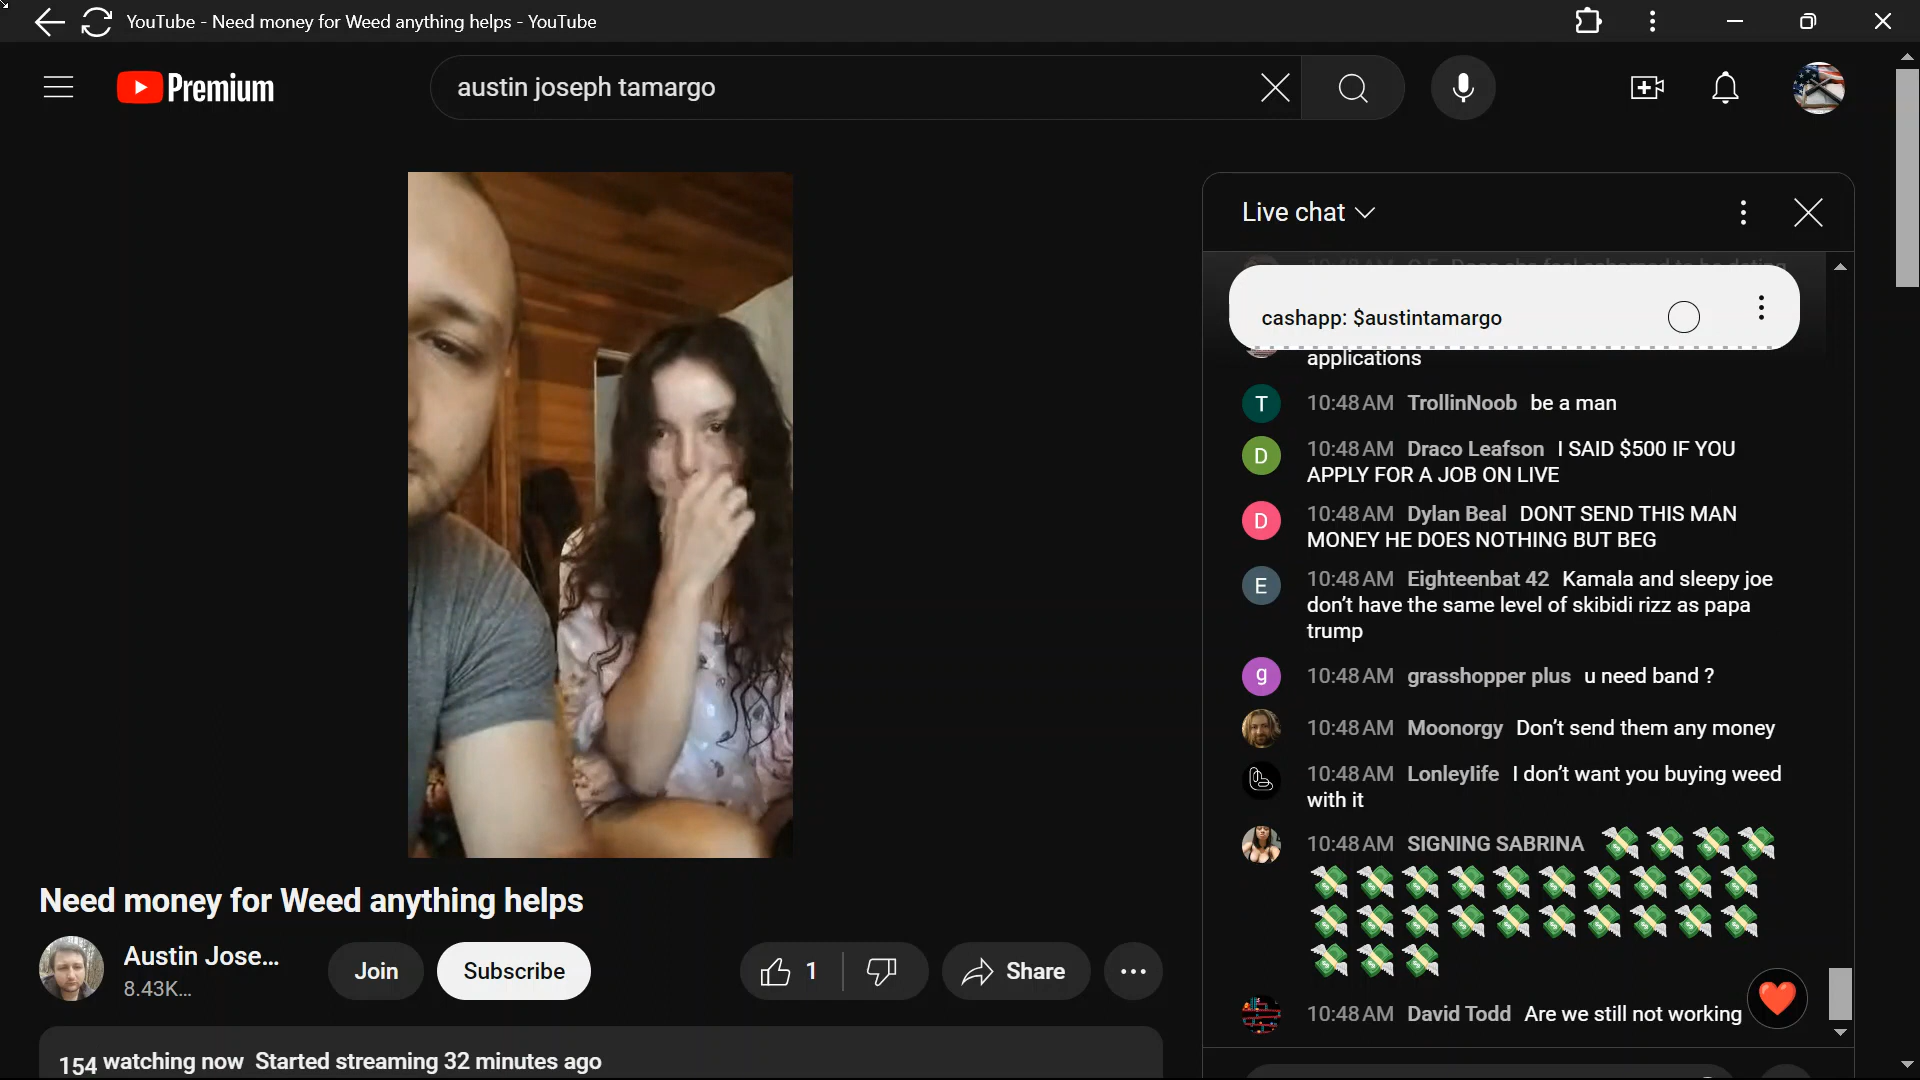 YouTube - Need money for Weed anything helps - YouTube
Premium
austin joseph tamargo
Live chat
cashapp: $austintamargo
applications
10:48 AM TrollinNoob be a man
10:48 AM Draco Leafson I SAID $500 IF YOU
APPLY FOR A JOB ON LIVE
10:48 AM Dylan Beal DONT SEND THIS MAN
MONEY HE DOES NOTHING BUT BEG
10:48 AM Eighteenbat 42 Kamala and sleepy joe
don't have the same level of skibidi rizz as papa
trump
10:48 AM grasshopper plus u need band ?
10:48 AM Moonorgy Don't send them any money
10:48 AM Lonleylife I don't want you buying weed
with it
10:48 AM SIGNING SABRINA
10:48 AM David Todd Are we still not working
T
D
D
E
g
Need money for Weed anything helps
Austin Jose...
8.43K...
Join
Subscribe
1
Share
154 watching now Started streaming 32 minutes ago